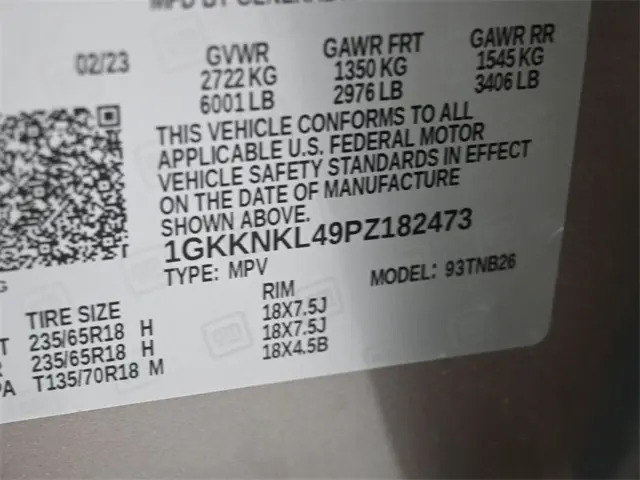 MFD BY GENERAL
02/23 GVWR GAWR FRT GAWR RR
2722 KG 1350 KG 1545 KG
6001 LB 2976 LB 3406 LB
THIS VEHICLE CONFORMS TO ALL
APPLICABLE U.S. FEDERAL MOTOR
VEHICLE SAFETY STANDARDS IN EFFECT
ON THE DATE OF MANUFACTURE
SHOWN ABOVE.
1GKKNKL49PZ182473
TYPE: MPV MODEL: 93TNB26
TIRE SIZE RIM
235/65R18 H 18X7.5J
235/65R18 H 18X7.5J
T135/70R18 M 18X4.5B